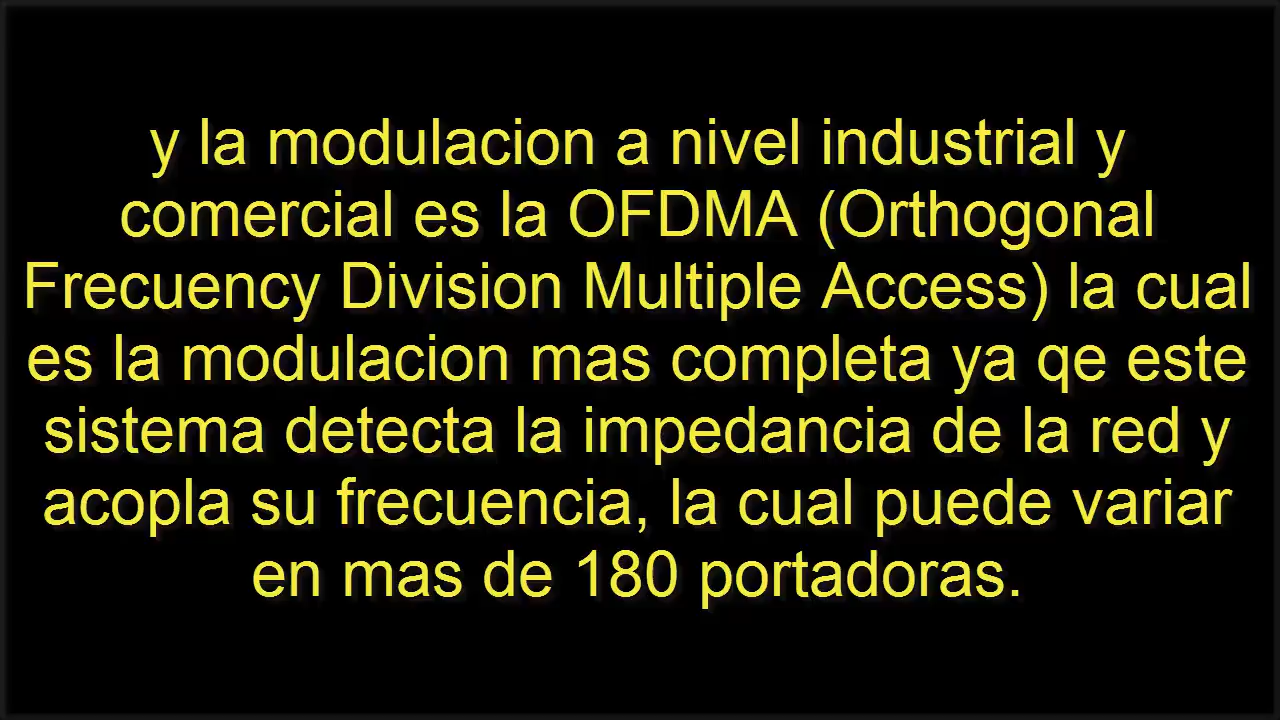 y la modulacion a nivel industrial y
comercial es la OFDMA (Orthogonal
Frecuency Division Multiple Access) la cual
es la modulacion mas completa ya qe este
sistema detecta la impedancia de la red y
acopla su frecuencia, la cual puede variar
en mas de 180 portadoras.